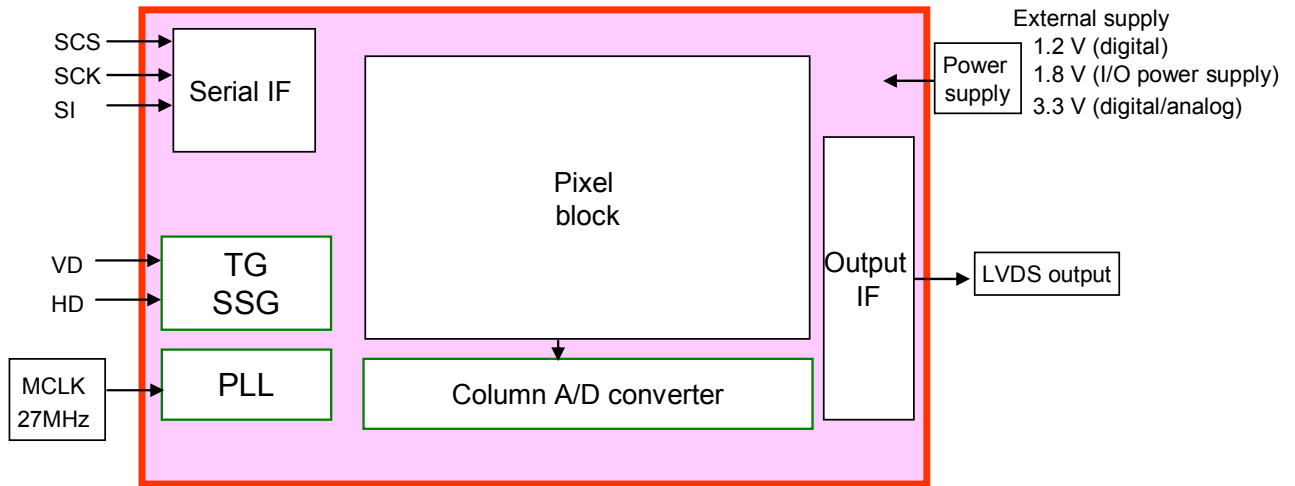 SCS
SCK
SI
Serial IF
VD
HD
TG
SSG
MCLK
27MHz
PLL
Pixel
block
Column A/D converter
Output
IF
LVDS output
Power
supply
External supply
1.2 V (digital)
1.8 V (I/O power supply)
3.3 V (digital/analog)